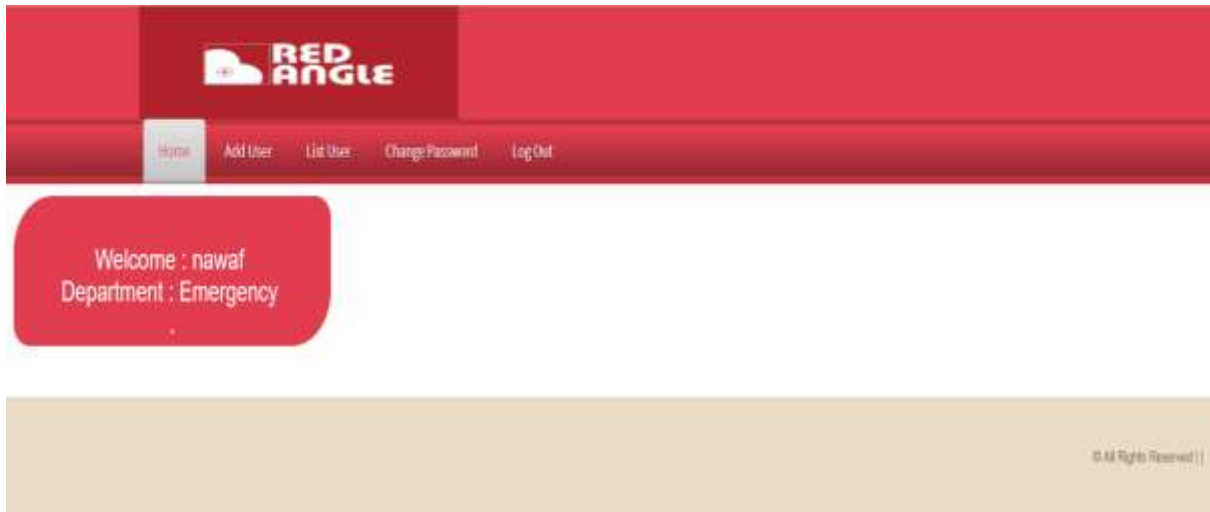 RED
ANGLE
Home Add User List User Change Password Log Out
Welcome : nawaf
Department : Emergency
.
© All Rights Reserved | |